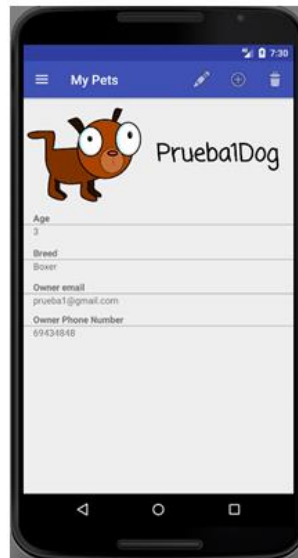 7:30
My Pets
Prueba1Dog
Age
3
Breed
Boxer
Owner email
prueba1@gmail.com
Owner Phone Number
69434848